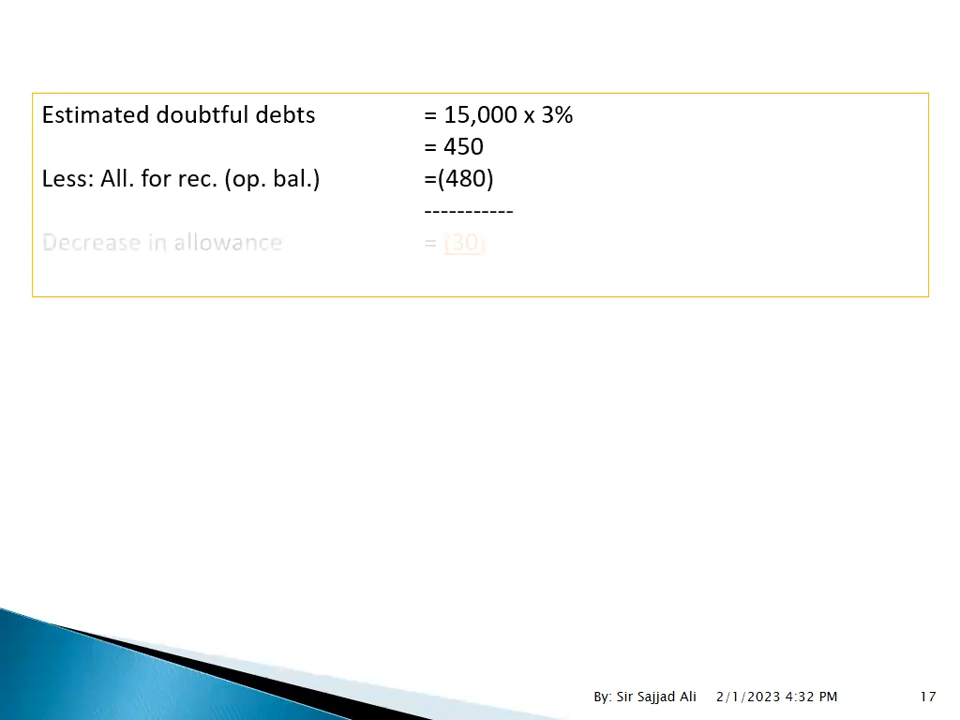 Estimated doubtful debts = 15,000 x 3%
= 450
Less: All. for rec. (op. bal.) =(480)
-----------
Decrease in allowance = (30)
By: Sir Sajjad Ali 2/1/2023 4:32 PM 17